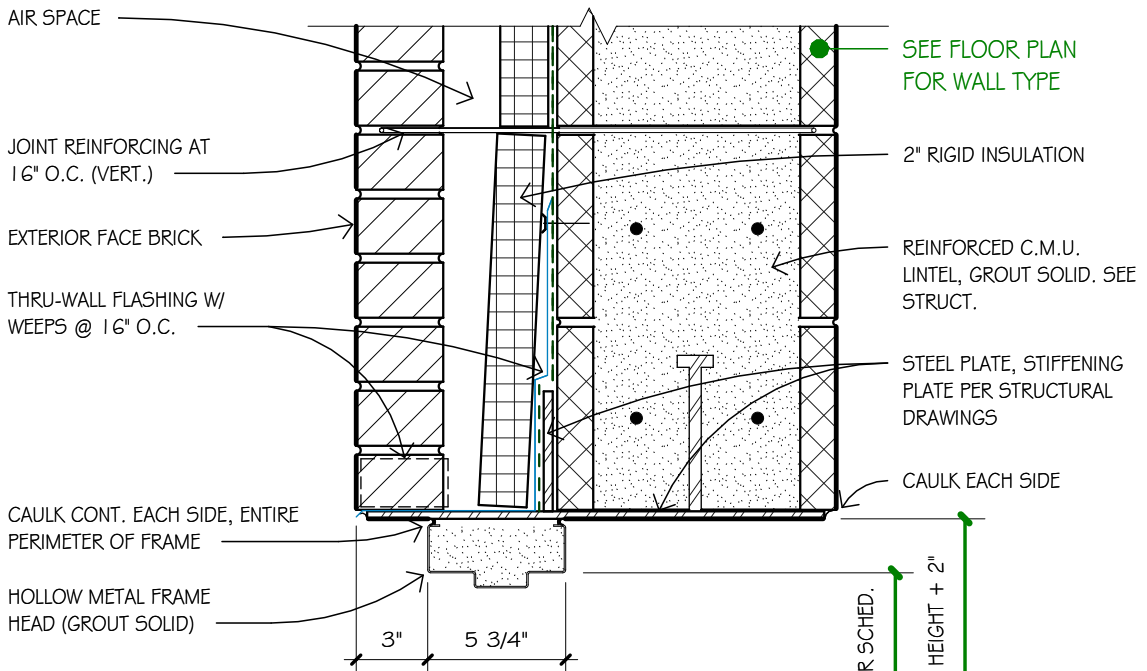 AIR SPACE
JOINT REINFORCING AT
16" O.C. (VERT.)
EXTERIOR FACE BRICK
THRU-WALL FLASHING W/
WEEPS @ 16" O.C.
CAULK CONT. EACH SIDE, ENTIRE
PERIMETER OF FRAME
HOLLOW METAL FRAME
HEAD (GROUT SOLID)
3"
5 3/4"
SEE FLOOR PLAN
FOR WALL TYPE
2" RIGID INSULATION
REINFORCED C.M.U.
LINTEL, GROUT SOLID. SEE
STRUCT.
STEEL PLATE, STIFFENING
PLATE PER STRUCTURAL
DRAWINGS
CAULK EACH SIDE
R SCHED.
HEIGHT + 2"